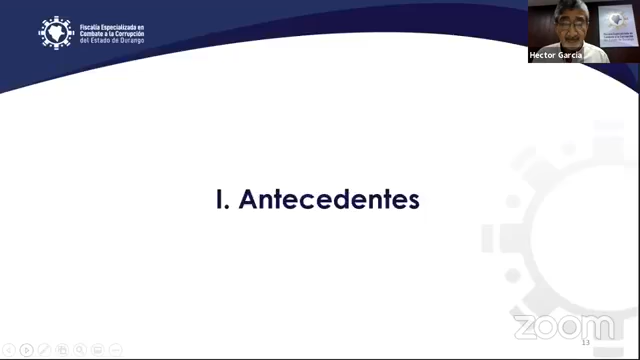 Fiscalía Especializada en
Combate a la Corrupción
del Estado de Durango
Hector Garcia
I. Antecedentes
zoom
13